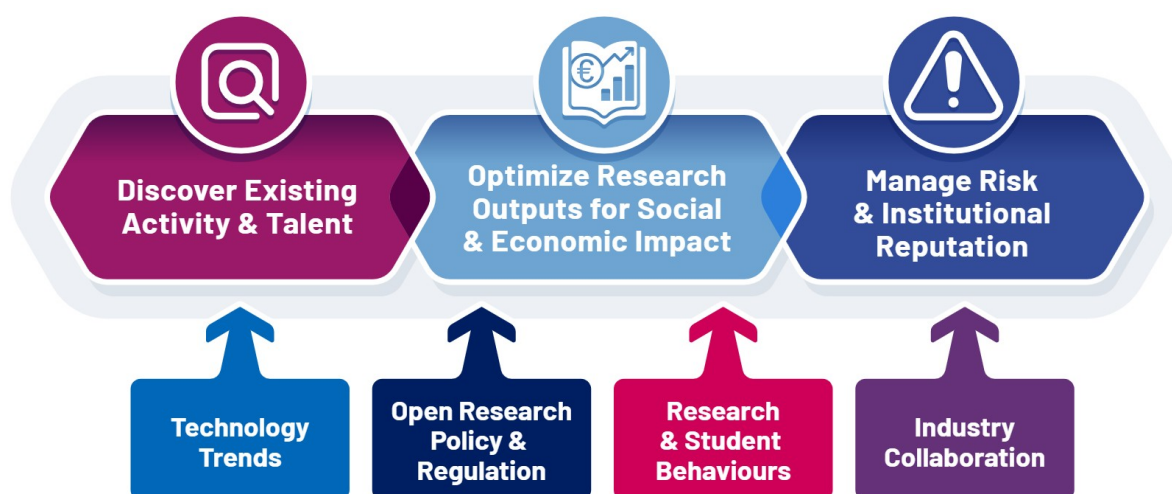 €
Discover Existing
Activity & Talent
Optimize Research
Outputs for Social
& Economic Impact
Manage Risk
& Institutional
Reputation
Technology
Trends
Open Research
Policy &
Regulation
Research
& Student
Behaviours
Industry
Collaboration